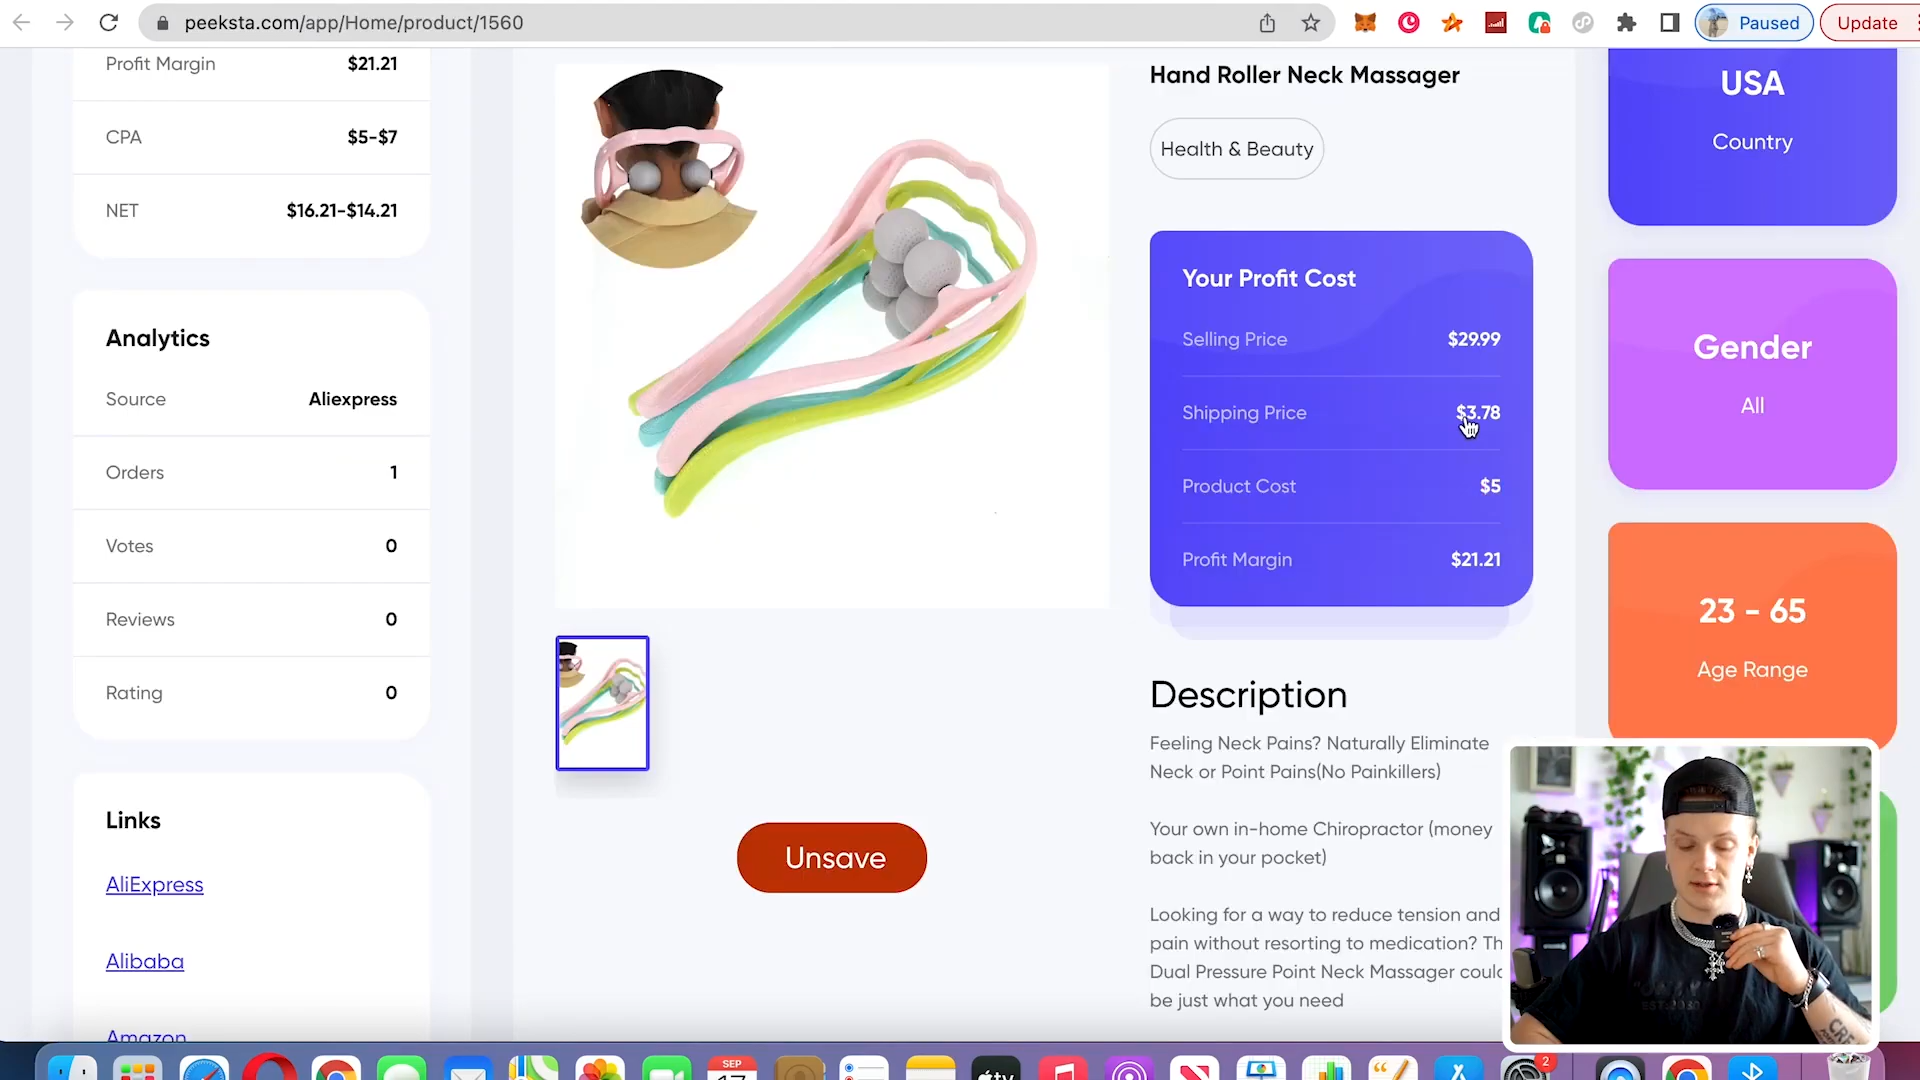 peeksta.com/app/Home/product/1560
Paused
Update
Profit Margin $21.21
CPA $5-$7
NET $16.21-$14.21
Analytics
Source Aliexpress
Orders 1
Votes 0
Reviews 0
Rating 0
Links
AliExpress
Alibaba
Amazon
Unsave
Hand Roller Neck Massager
Health & Beauty
Your Profit Cost
Selling Price $29.99
Shipping Price $3.78
Product Cost $5
Profit Margin $21.21
Description
Feeling Neck Pains? Naturally Eliminate
Neck or Point Pains(No Painkillers)
Your own in-home Chiropractor (money
back in your pocket)
Looking for a way to reduce tension and
pain without resorting to medication? Th
Dual Pressure Point Neck Massager could
be just what you need
USA
Country
Gender
All
23 - 65
Age Range
SEP
17
tv
2